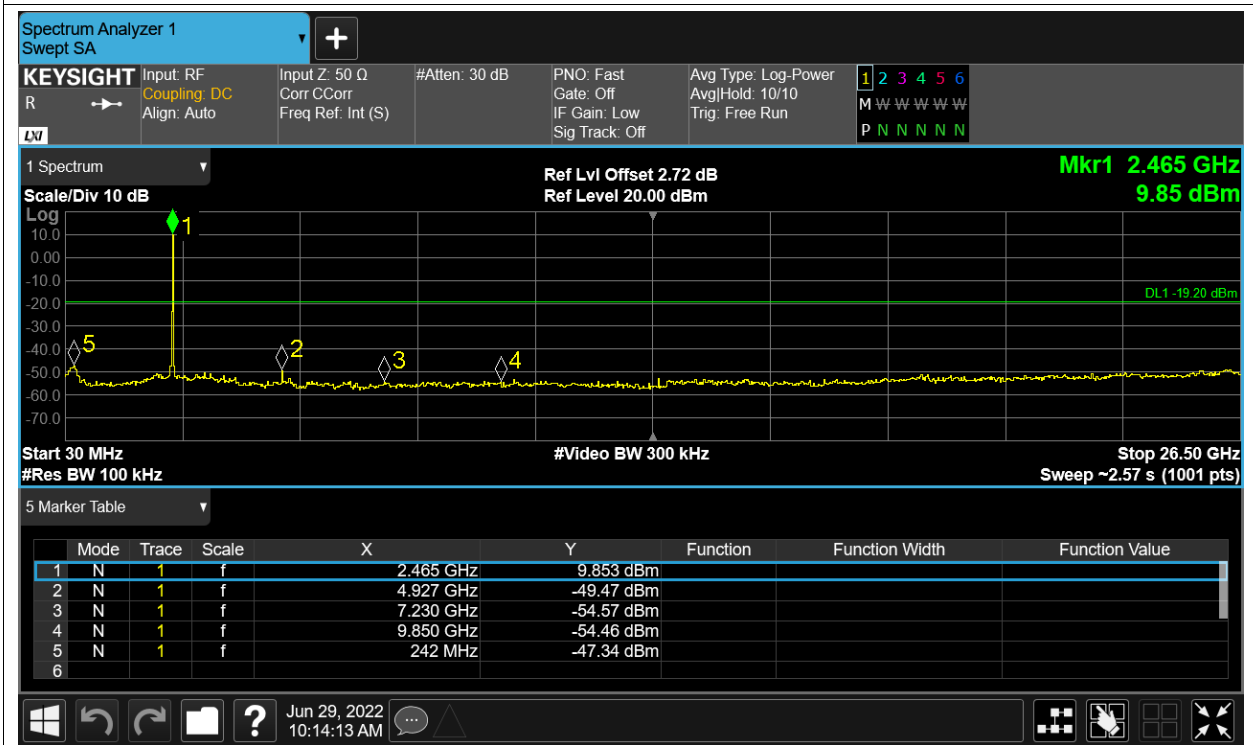 Spectrum Analyzer 1
Swept SA
KEYSIGHT
R
LXI
Input: RF
Coupling: DC
Align: Auto
Input Z: 50 Ω
Corr CCorr
Freq Ref: Int (S)
#Atten: 30 dB
PNO: Fast
Gate: Off
IF Gain: Low
Sig Track: Off
Avg Type: Log-Power
Avg|Hold: 10/10
Trig: Free Run
1 2 3 4 5 6
M W W W W W
P N N N N N
1 Spectrum
Scale/Div 10 dB
Ref Lvl Offset 2.72 dB
Ref Level 20.00 dBm
Mkr1 2.465 GHz
9.85 dBm
Log
10.0
0.00
-10.0
-20.0
-30.0
-40.0
-50.0
-60.0
-70.0
DL1 -19.20 dBm
1
5
2
3
4
Start 30 MHz
#Video BW 300 kHz
Stop 26.50 GHz
#Res BW 100 kHz
Sweep ~2.57 s (1001 pts)
5 Marker Table
Mode Trace Scale X Y Function Function Width Function Value
1 N 1 f 2.465 GHz 9.853 dBm
2 N 1 f 4.927 GHz -49.47 dBm
3 N 1 f 7.230 GHz -54.57 dBm
4 N 1 f 9.850 GHz -54.46 dBm
5 N 1 f 242 MHz -47.34 dBm
6
?
Jun 29, 2022
10:14:13 AM